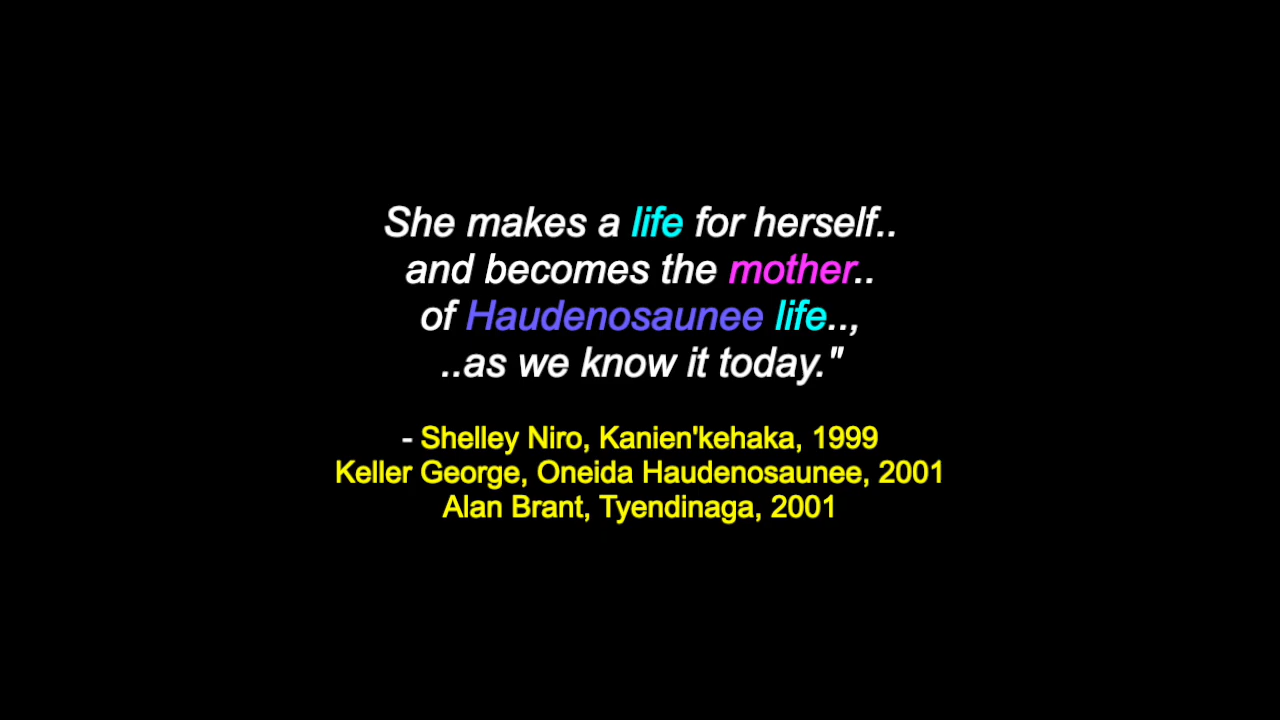 She makes a life for herself..
and becomes the mother..
of Haudenosaunee life..,
..as we know it today."
- Shelley Niro, Kanien'kehaka, 1999
Keller George, Oneida Haudenosaunee, 2001
Alan Brant, Tyendinaga, 2001